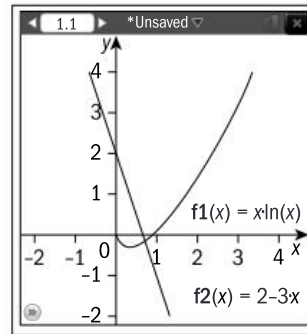 1.1 *Unsaved
y
4
3
2
1
f1(x) = x·ln(x)
x
-2 -1 0 1 2 3 4
-1
f2(x) = 2–3·x
-2